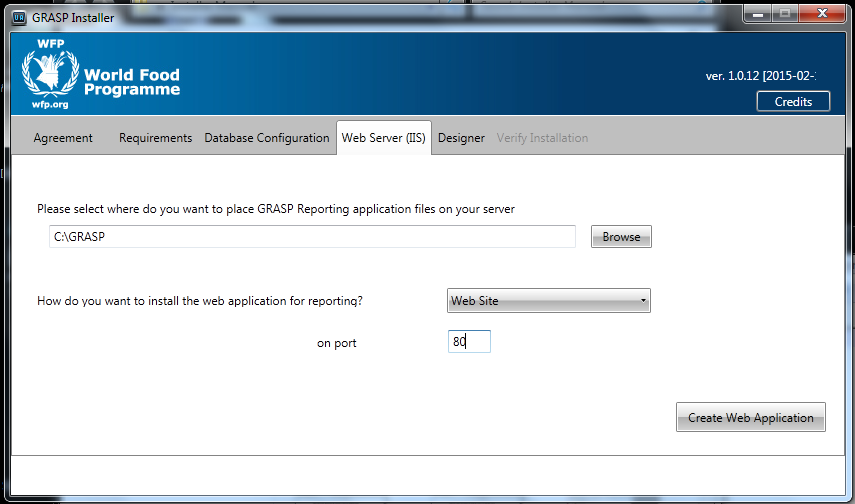 GRASP Installer
WFP
wfp.org
World Food
Programme
ver. 1.0.12 [2015-02-
Credits
Agreement Requirements Database Configuration Web Server (IIS) Designer Verify Installation
Please select where do you want to place GRASP Reporting application files on your server
C:\GRASP Browse
How do you want to install the web application for reporting? Web Site
on port 80
Create Web Application